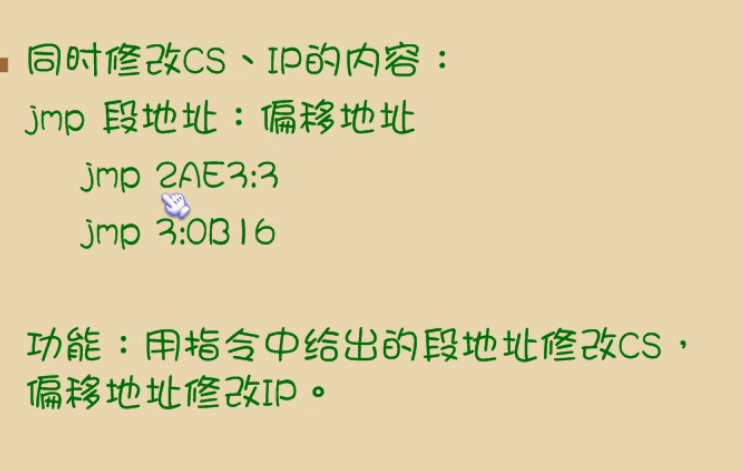 同时修改CS、IP的内容：
jmp 段地址：偏移地址
jmp 2AE3:3
jmp 3:0B16
功能：用指令中给出的段地址修改CS，
偏移地址修改IP。